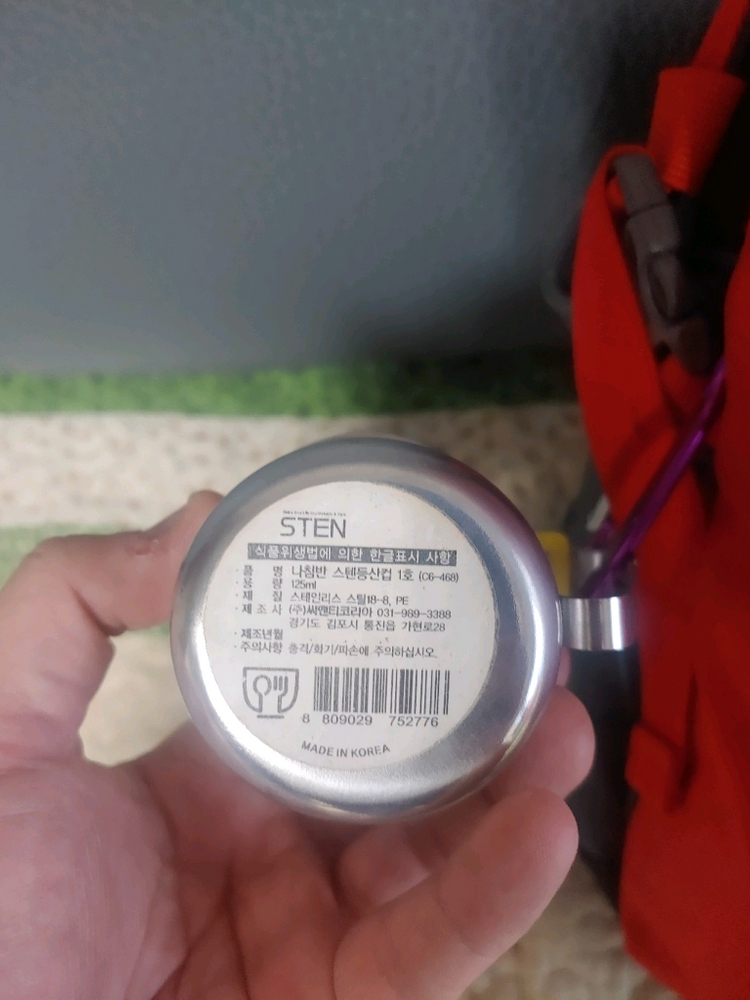 STEN
식품위생법에 의한 한글표시 사항
· 품 명 나침반 스텐등산컵 1호 (C6-468)
· 용 량 125ml
· 재 질 스테인리스 스틸18-8, PE
· 제 조 사 (주)씨앤티코리아 031-989-3388
경기도 김포시 통진읍 가현로28
· 제조년월
· 주의사항 충격/화기/파손에 주의하십시오.
8 809029 752776
MADE IN KOREA